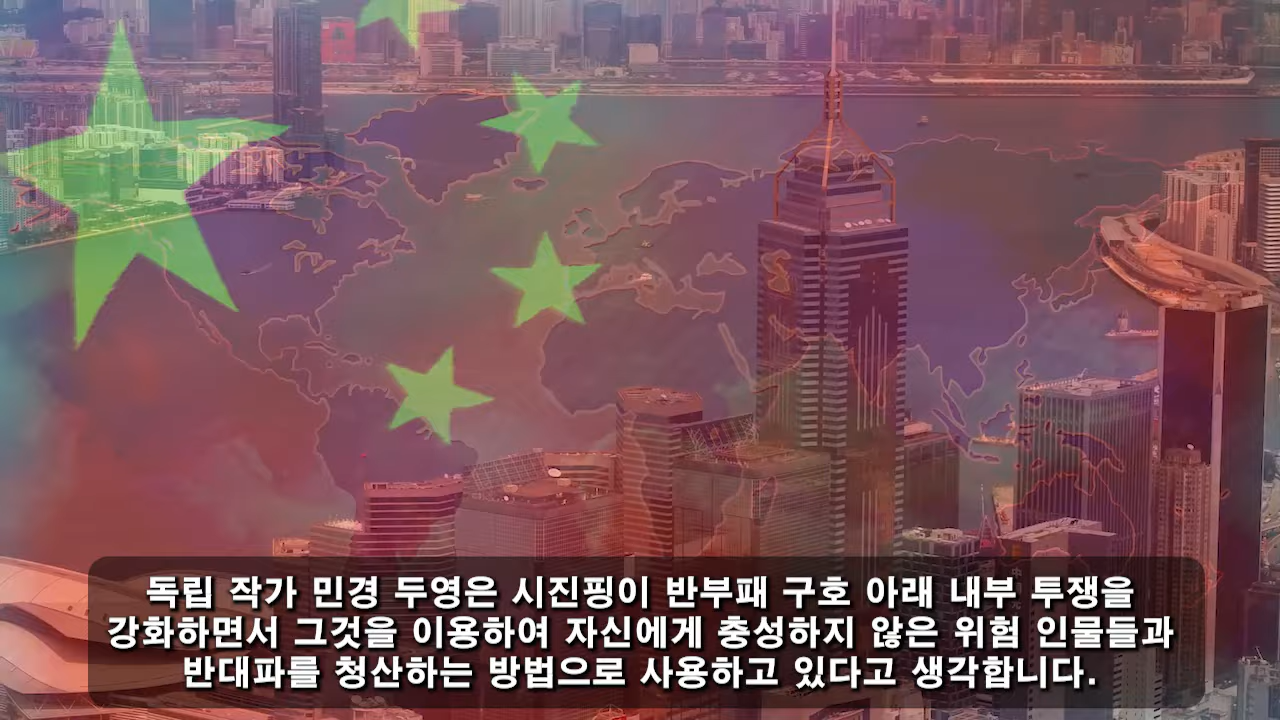 독립 작가 민경 두영은 시진핑이 반부패 구호 아래 내부 투쟁을
강화하면서 그것을 이용하여 자신에게 충성하지 않은 위험 인물들과
반대파를 청산하는 방법으로 사용하고 있다고 생각합니다.